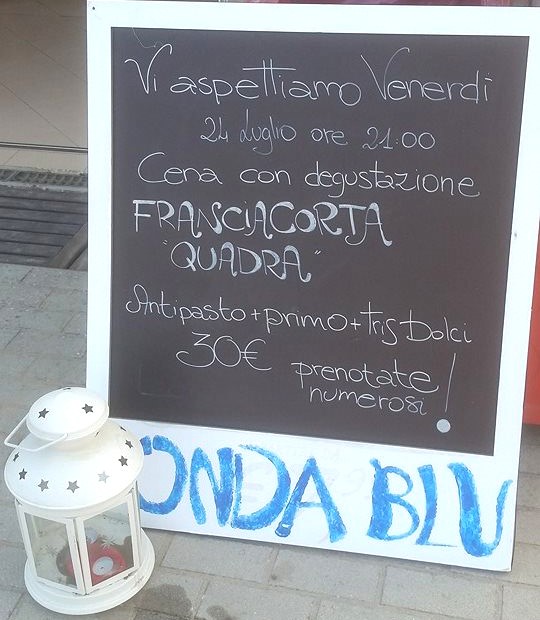 Vi aspettiamo Venerdì
24 Luglio ore 21.00
Cena con degustazione
FRANCIACORTA
"QUADRA"
Antipasto + primo + tris Dolci
30€ prenotate
numerosi!
ONDA BLU